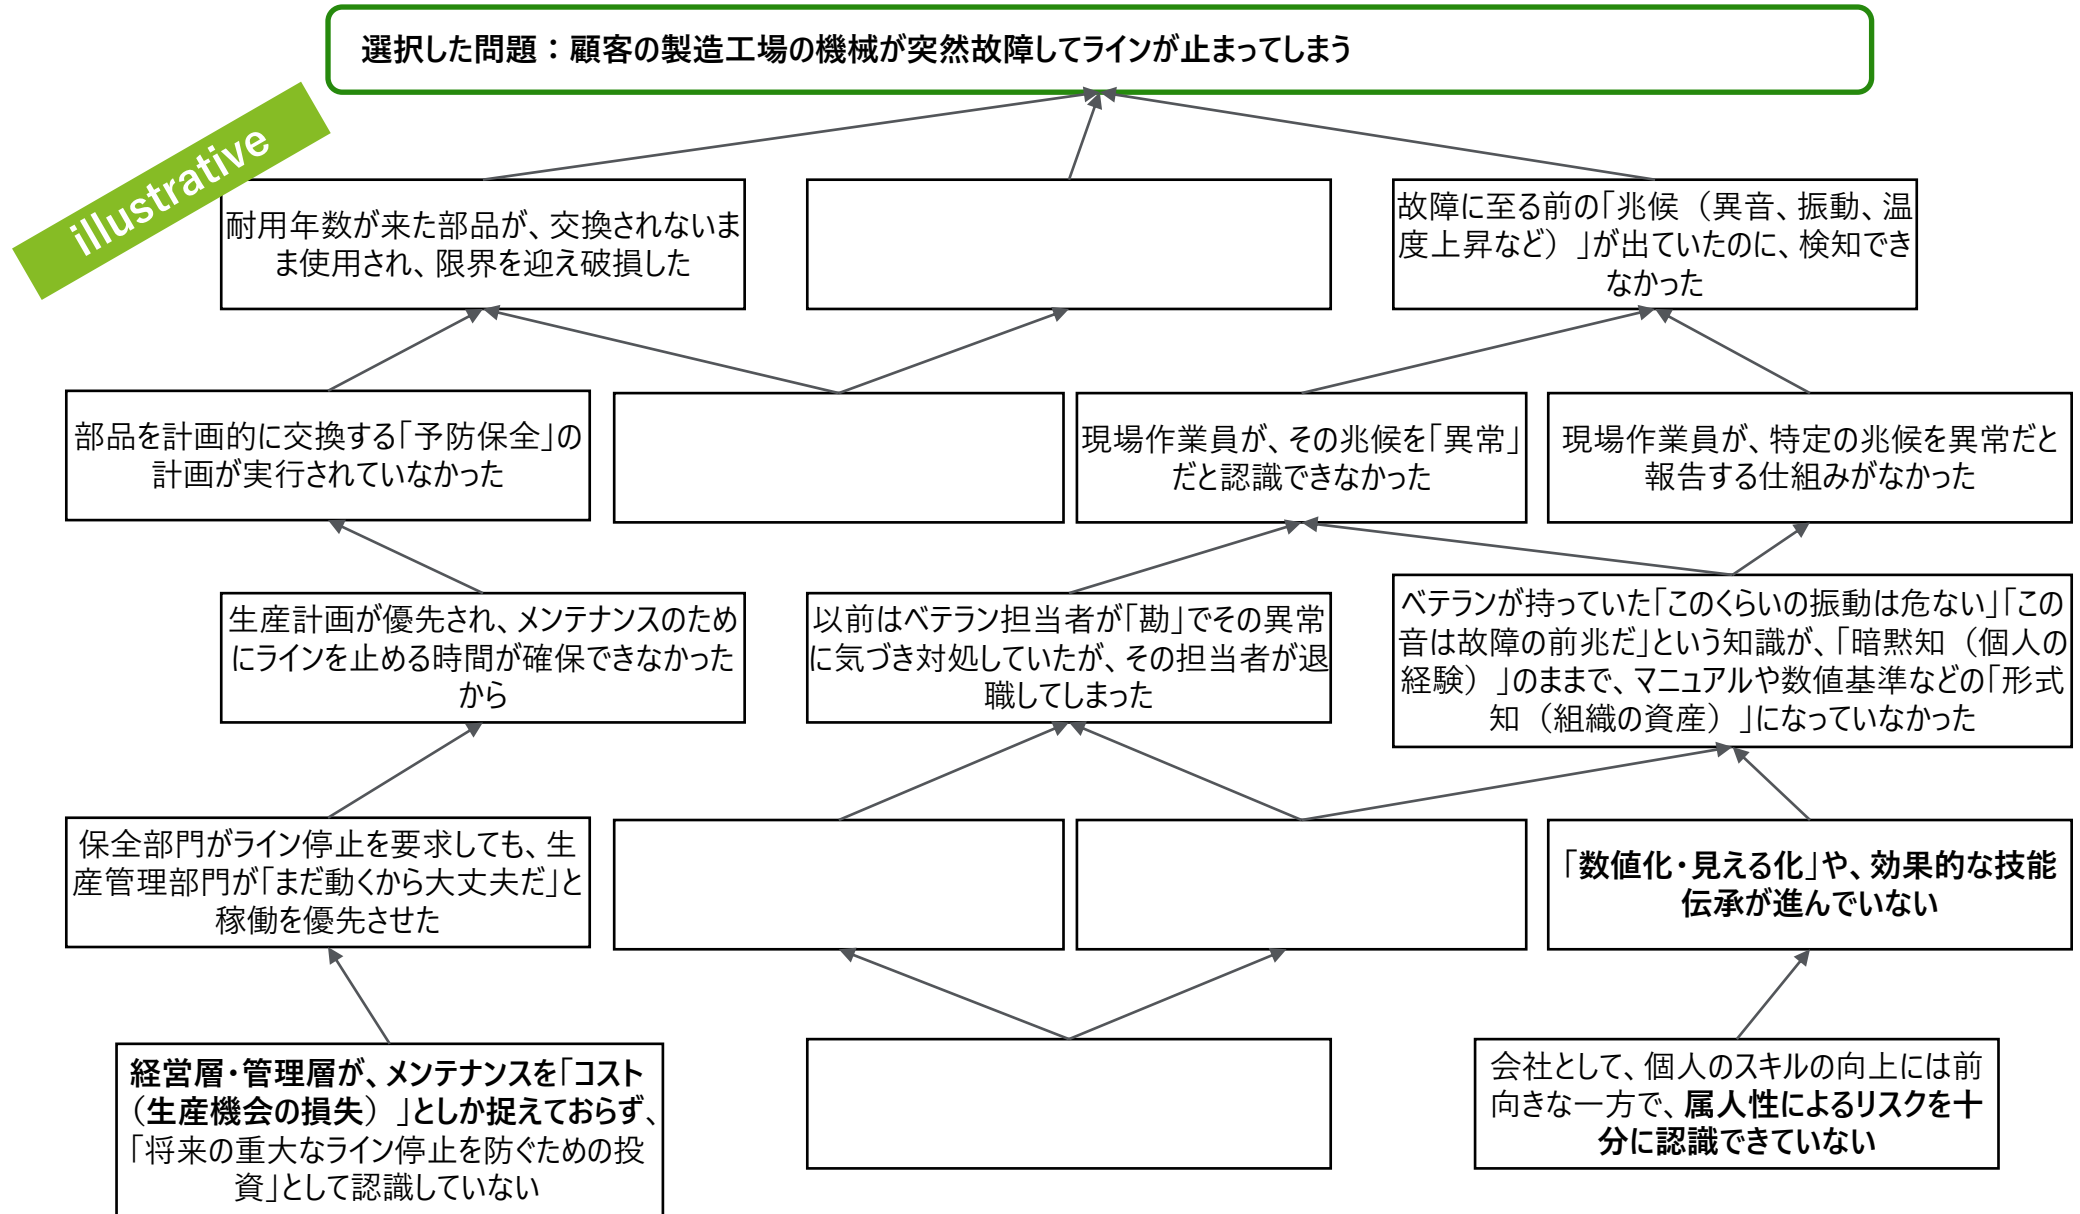 選択した問題：顧客の製造工場の機械が突然故障してラインが止まってしまう
illustrative
耐用年数が来た部品が、交換されないま
ま使用され、限界を迎え破損した
故障に至る前の「兆候（異音、振動、温
度上昇など）」が出ていたのに、検知でき
なかった
部品を計画的に交換する「予防保全」の
計画が実行されていなかった
現場作業員が、その兆候を「異常」
だと認識できなかった
現場作業員が、特定の兆候を異常だと
報告する仕組みがなかった
生産計画が優先され、メンテナンスのため
にラインを止める時間が確保できなかった
から
以前はベテラン担当者が「勘」でその異常
に気づき対処していたが、その担当者が退
職してしまった
ベテランが持っていた「このくらいの振動は危ない」「この
音は故障の前兆だ」という知識が、「暗黙知（個人の
経験）」のままで、マニュアルや数値基準などの「形式
知（組織の資産）」になっていなかった
保全部門がライン停止を要求しても、生
産管理部門が「まだ動くから大丈夫だ」と
稼働を優先させた
「数値化・見える化」や、効果的な技能
伝承が進んでいない
経営層・管理層が、メンテナンスを「コスト
（生産機会の損失）」としか捉えておらず、
「将来の重大なライン停止を防ぐための投
資」として認識していない
会社として、個人のスキルの向上には前
向きな一方で、属人性によるリスクを十
分に認識できていない